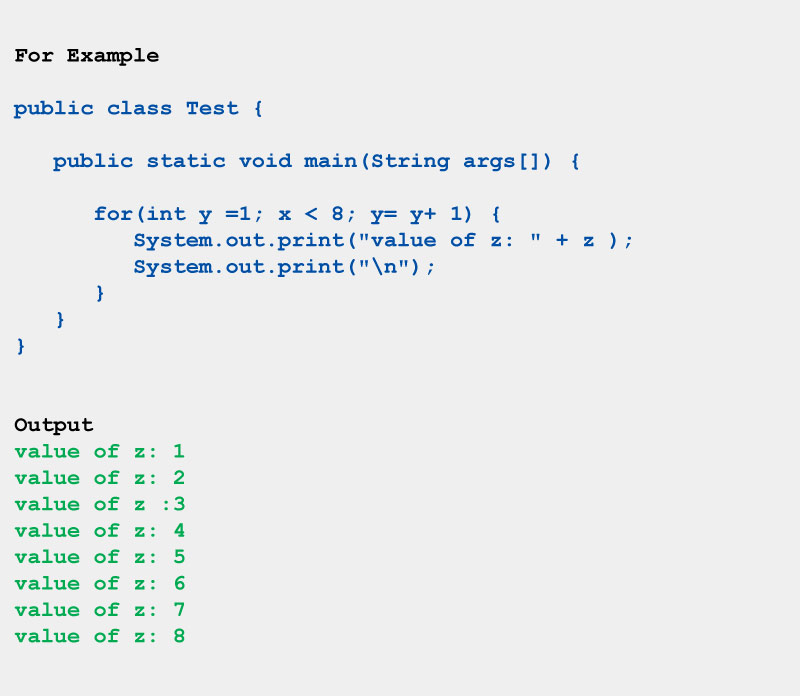 For Example
public class Test {
public static void main(String args[]) {
for(int y =1; x < 8; y= y+ 1) {
System.out.print("value of z: " + z );
System.out.print("\n");
}
}
}
Output
value of z: 1
value of z: 2
value of z :3
value of z: 4
value of z: 5
value of z: 6
value of z: 7
value of z: 8